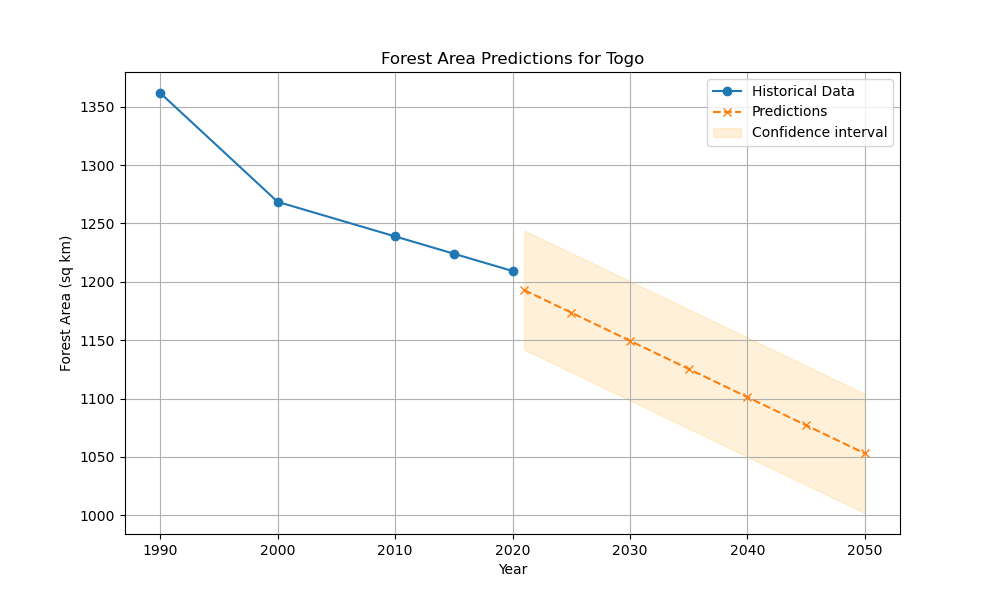 Forest Area Predictions for Togo
Historical Data
Predictions
Confidence interval
Forest Area (sq km)
1350
1300
1250
1200
1150
1100
1050
1000
1990 2000 2010 2020 2030 2040 2050
Year